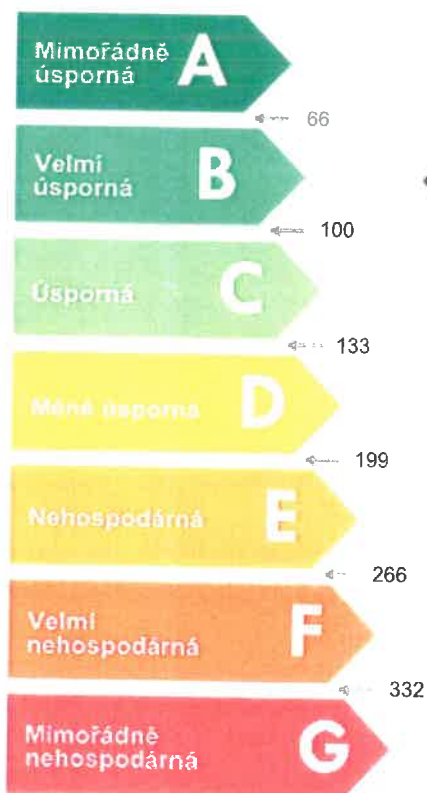 Mimořádně
úsporná
A
66
Velmi
úsporná
B
100
Úsporná
C
133
Méně úsporná
D
199
Nehospodárná
E
266
Velmi
nehospodárná
F
332
Mimořádně
nehospodárná
G